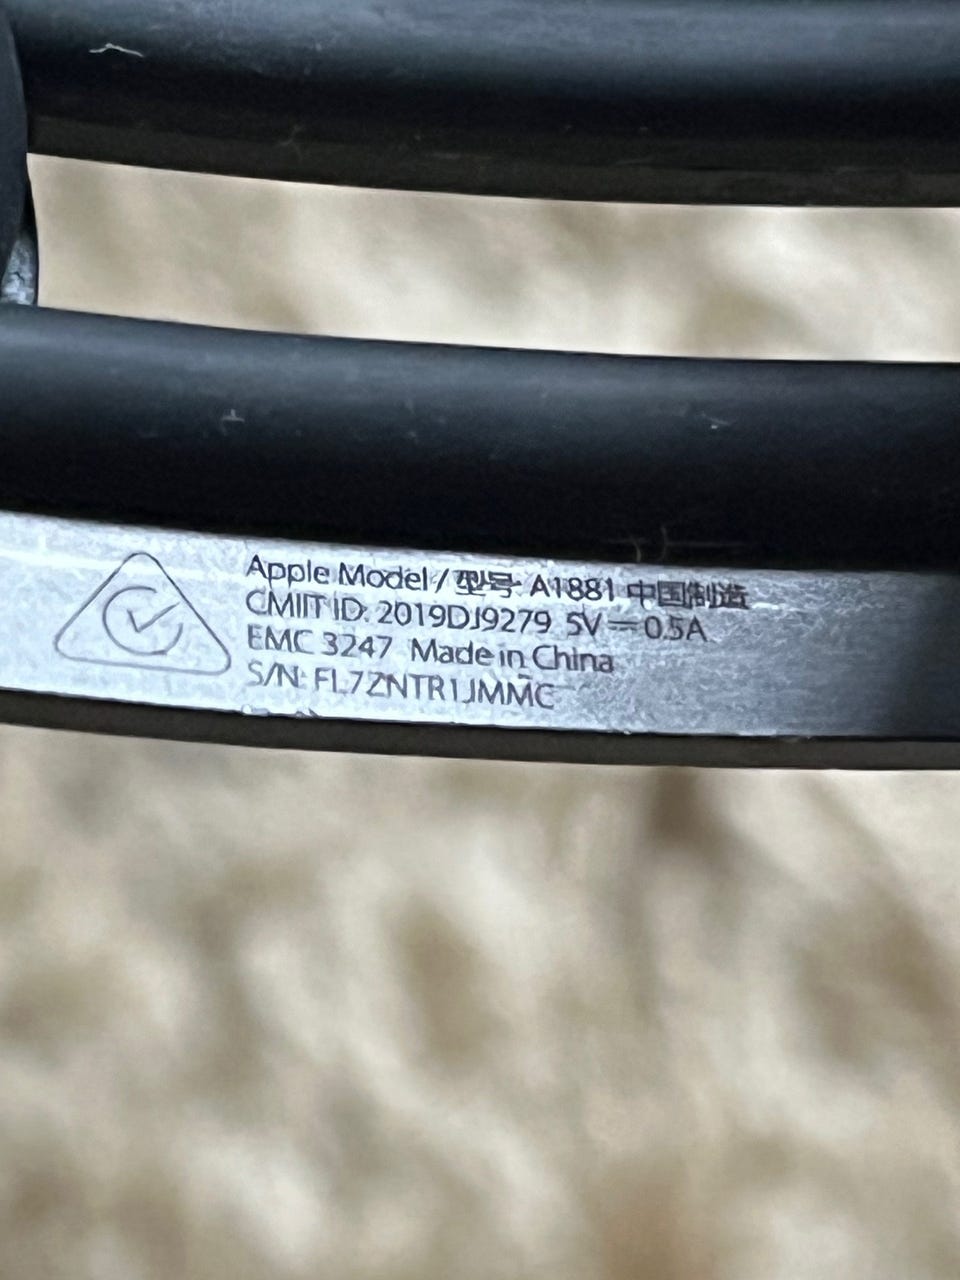 Apple Model / 型号: A1881 中国制造
CMIIT ID: 2019DJ9279 5V⎓0.5A
EMC 3247 Made in China
S/N: FL7ZNTR1JMMC